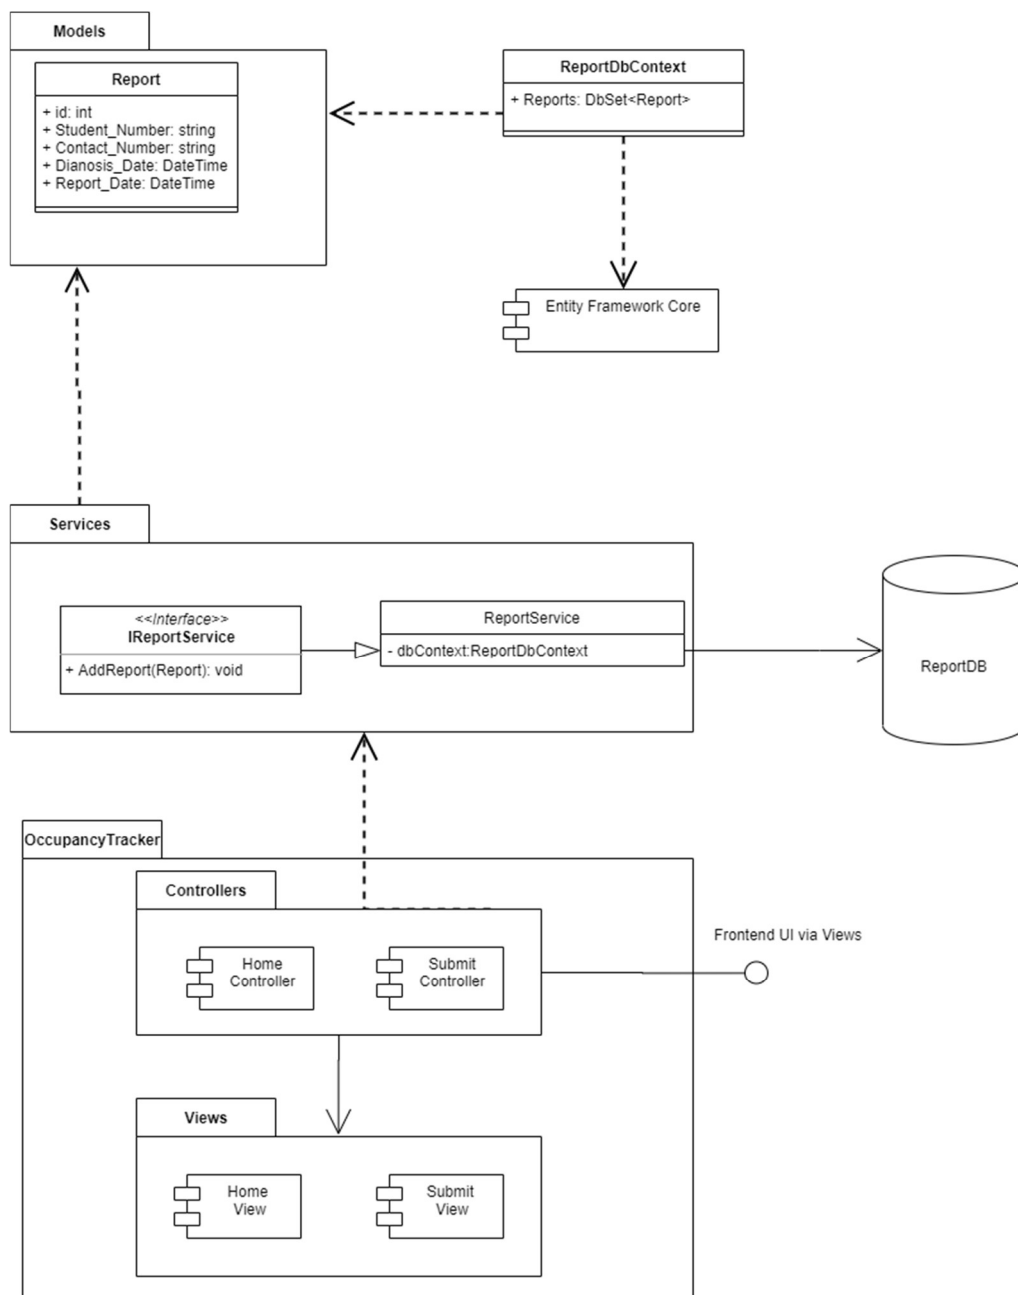 Models
Report
+ id: int
+ Student_Number: string
+ Contact_Number: string
+ Dianosis_Date: DateTime
+ Report_Date: DateTime
ReportDbContext
+ Reports: DbSet<Report>
Entity Framework Core
Services
<<Interface>>
IReportService
+ AddReport(Report): void
ReportService
- dbContext:ReportDbContext
ReportDB
OccupancyTracker
Controllers
Home
Controller
Submit
Controller
Frontend UI via Views
Views
Home
View
Submit
View